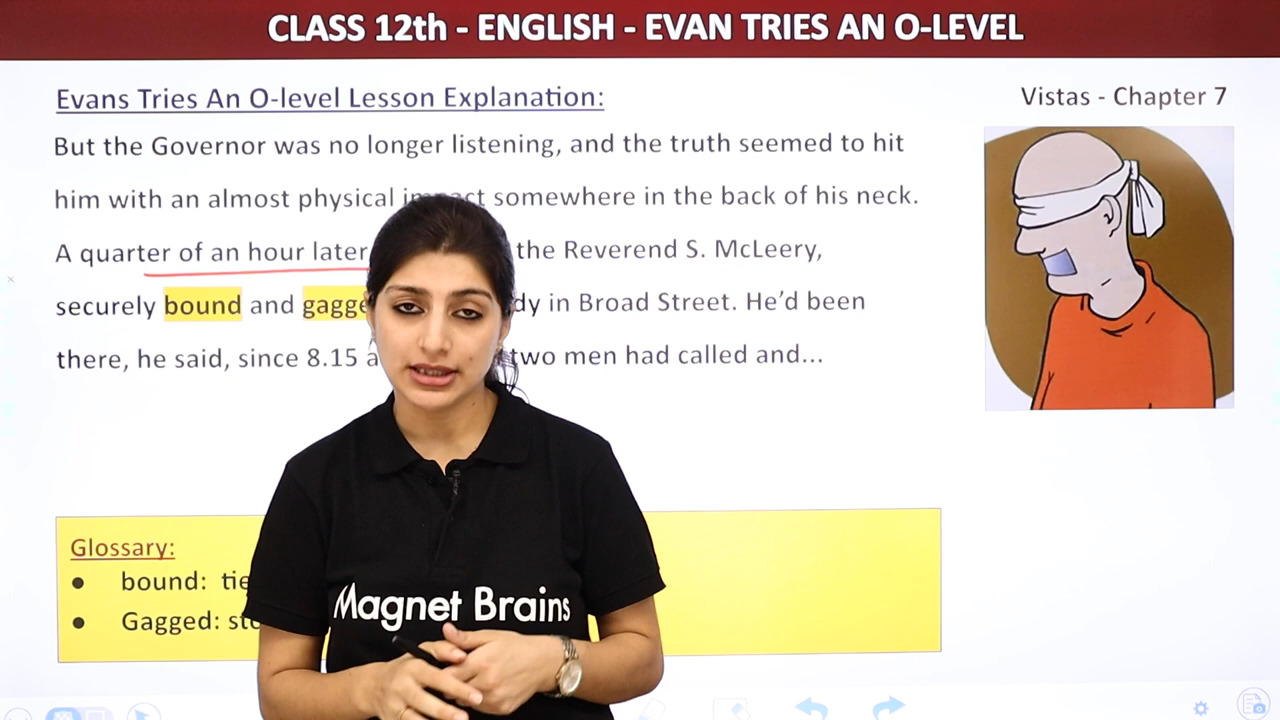 CLASS 12th - ENGLISH - EVAN TRIES AN O-LEVEL
Evans Tries An O-level Lesson Explanation:
Vistas - Chapter 7
But the Governor was no longer listening, and the truth seemed to hit
him with an almost physical impact somewhere in the back of his neck.
A quarter of an hour later the Reverend S. McLeery,
securely bound and in Broad Street. He’d been
there, he said, since 8.15 two men had called and...
Glossary:
bound:
Gagged:
Magnet Brains